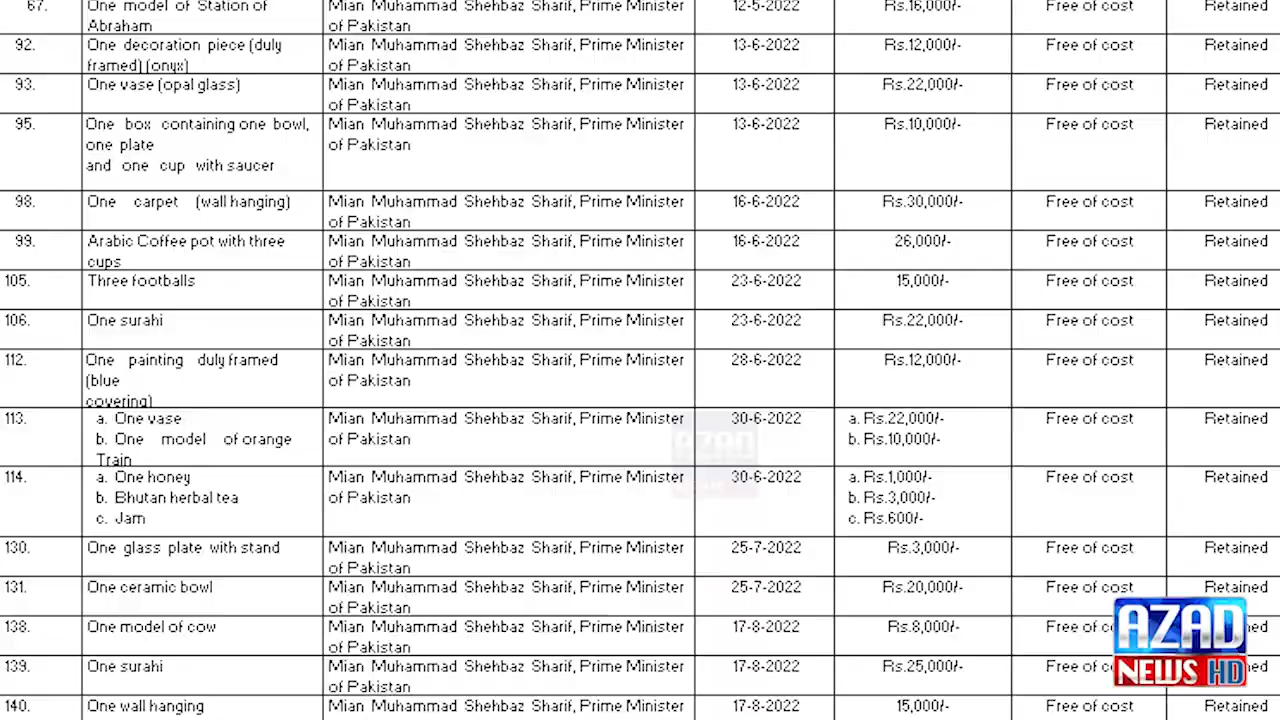 67. One model of Station of Mian Muhammad Shehbaz Sharif, Prime Minister 12-5-2022 Rs.16,000/- Free of cost Retained
Abraham of Pakistan
92. One decoration piece (duly Mian Muhammad Shehbaz Sharif, Prime Minister 13-6-2022 Rs.12,000/- Free of cost Retained
framed) (onyx) of Pakistan
93. One vase (opal glass) Mian Muhammad Shehbaz Sharif, Prime Minister 13-6-2022 Rs.22,000/- Free of cost Retained
of Pakistan
95. One box containing one bowl, Mian Muhammad Shehbaz Sharif, Prime Minister 13-6-2022 Rs.10,000/- Free of cost Retained
one plate of Pakistan
and one cup with saucer
98. One carpet (wall hanging) Mian Muhammad Shehbaz Sharif, Prime Minister 16-6-2022 Rs.30,000/- Free of cost Retained
of Pakistan
99. Arabic Coffee pot with three Mian Muhammad Shehbaz Sharif, Prime Minister 16-6-2022 26,000/- Free of cost Retained
cups of Pakistan
105. Three footballs Mian Muhammad Shehbaz Sharif, Prime Minister 23-6-2022 15,000/- Free of cost Retained
of Pakistan
106. One surahi Mian Muhammad Shehbaz Sharif, Prime Minister 23-6-2022 Rs.22,000/- Free of cost Retained
of Pakistan
112. One painting duly framed Mian Muhammad Shehbaz Sharif, Prime Minister 28-6-2022 Rs.12,000/- Free of cost Retained
(blue of Pakistan
covering)
113. a. One vase Mian Muhammad Shehbaz Sharif, Prime Minister 30-6-2022 a. Rs.22,000/- Free of cost Retained
b. One model of orange of Pakistan b. Rs.10,000/-
Train
114. a. One honey Mian Muhammad Shehbaz Sharif, Prime Minister 30-6-2022 a. Rs.1,000/- Free of cost Retained
b. Bhutan herbal tea of Pakistan b. Rs.3,000/-
c. Jam c. Rs.600/-
130. One glass plate with stand Mian Muhammad Shehbaz Sharif, Prime Minister 25-7-2022 Rs.3,000/- Free of cost Retained
of Pakistan
131. One ceramic bowl Mian Muhammad Shehbaz Sharif, Prime Minister 25-7-2022 Rs.20,000/- Free of cost Retained
of Pakistan
138. One model of cow Mian Muhammad Shehbaz Sharif, Prime Minister 17-8-2022 Rs.8,000/- Free of
of Pakistan
139. One surahi Mian Muhammad Shehbaz Sharif, Prime Minister 17-8-2022 Rs.25,000/- Free of
of Pakistan
140. One wall hanging Mian Muhammad Shehbaz Sharif, Prime Minister 17-8-2022 15,000/- Free of cost Retained
AZAD
NEWS HD
AZAD